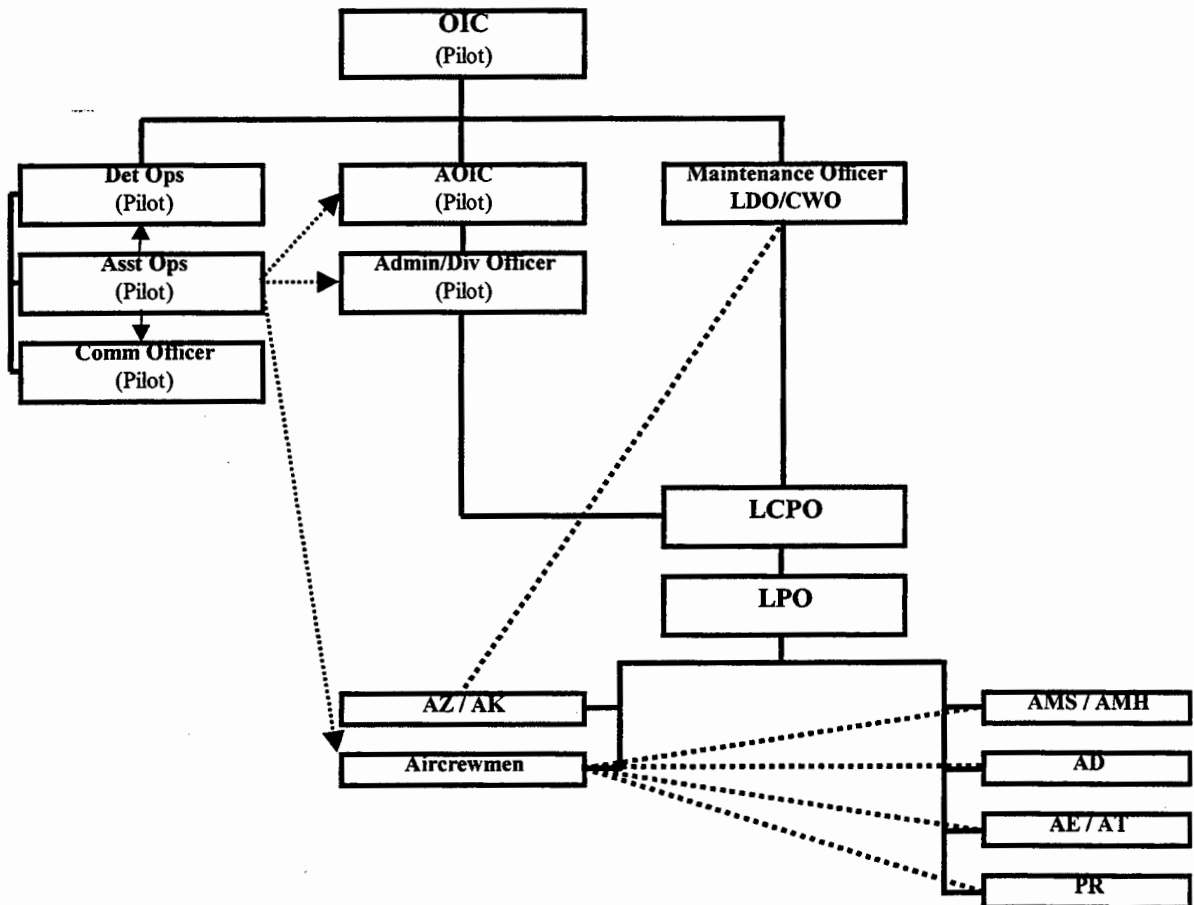 OIC
(Pilot)
Det Ops
(Pilot)
AOIC
(Pilot)
Maintenance Officer
LDO/CWO
Asst Ops
(Pilot)
Admin/Div Officer
(Pilot)
Comm Officer
(Pilot)
LCPO
LPO
AZ / AK
AMS / AMH
Aircrewmen
AD
AE / AT
PR